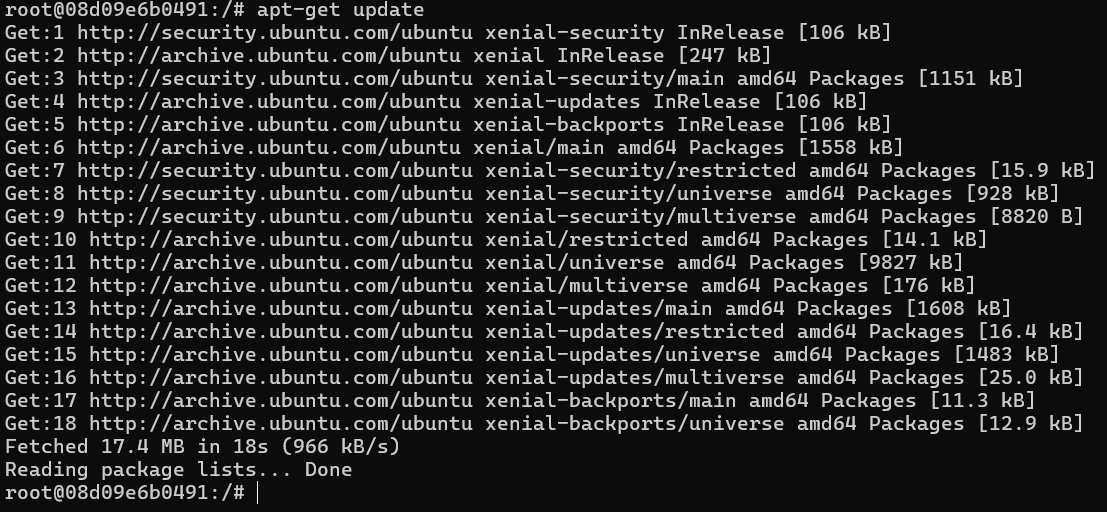 root@08d09e6b0491:/# apt-get update
Get:1 http://security.ubuntu.com/ubuntu xenial-security InRelease [106 kB]
Get:2 http://archive.ubuntu.com/ubuntu xenial InRelease [247 kB]
Get:3 http://security.ubuntu.com/ubuntu xenial-security/main amd64 Packages [1151 kB]
Get:4 http://archive.ubuntu.com/ubuntu xenial-updates InRelease [106 kB]
Get:5 http://archive.ubuntu.com/ubuntu xenial-backports InRelease [106 kB]
Get:6 http://archive.ubuntu.com/ubuntu xenial/main amd64 Packages [1558 kB]
Get:7 http://security.ubuntu.com/ubuntu xenial-security/restricted amd64 Packages [15.9 kB]
Get:8 http://security.ubuntu.com/ubuntu xenial-security/universe amd64 Packages [928 kB]
Get:9 http://security.ubuntu.com/ubuntu xenial-security/multiverse amd64 Packages [8820 B]
Get:10 http://archive.ubuntu.com/ubuntu xenial/restricted amd64 Packages [14.1 kB]
Get:11 http://archive.ubuntu.com/ubuntu xenial/universe amd64 Packages [9827 kB]
Get:12 http://archive.ubuntu.com/ubuntu xenial/multiverse amd64 Packages [176 kB]
Get:13 http://archive.ubuntu.com/ubuntu xenial-updates/main amd64 Packages [1608 kB]
Get:14 http://archive.ubuntu.com/ubuntu xenial-updates/restricted amd64 Packages [16.4 kB]
Get:15 http://archive.ubuntu.com/ubuntu xenial-updates/universe amd64 Packages [1483 kB]
Get:16 http://archive.ubuntu.com/ubuntu xenial-updates/multiverse amd64 Packages [25.0 kB]
Get:17 http://archive.ubuntu.com/ubuntu xenial-backports/main amd64 Packages [11.3 kB]
Get:18 http://archive.ubuntu.com/ubuntu xenial-backports/universe amd64 Packages [12.9 kB]
Fetched 17.4 MB in 18s (966 kB/s)
Reading package lists... Done
root@08d09e6b0491:/#